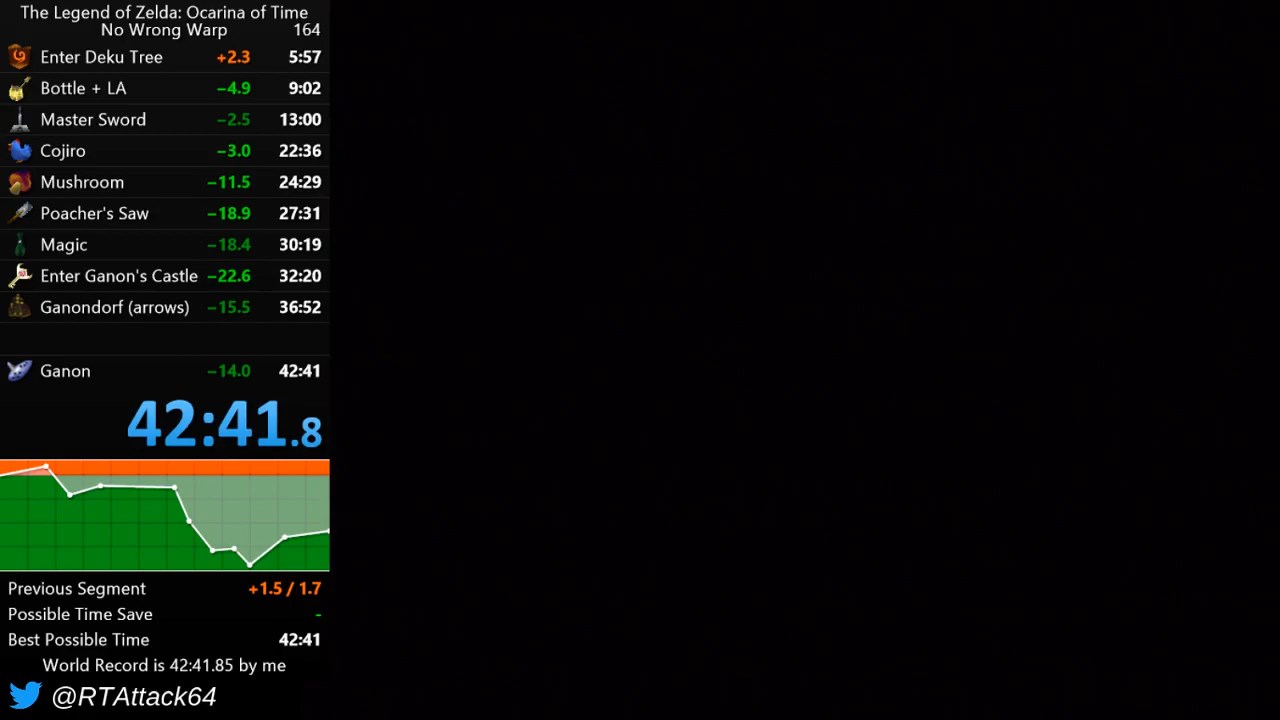 The Legend of Zelda: Ocarina of Time
No Wrong Warp 164
Enter Deku Tree +2.3 5:57
Bottle + LA −4.9 9:02
Master Sword −2.5 13:00
Cojiro −3.0 22:36
Mushroom −11.5 24:29
Poacher's Saw −18.9 27:31
Magic −18.4 30:19
Enter Ganon's Castle −22.6 32:20
Ganondorf (arrows) −15.5 36:52
Ganon −14.0 42:41
42:41.8
Previous Segment +1.5 / 1.7
Possible Time Save -
Best Possible Time 42:41
World Record is 42:41.85 by me
@RTAttack64